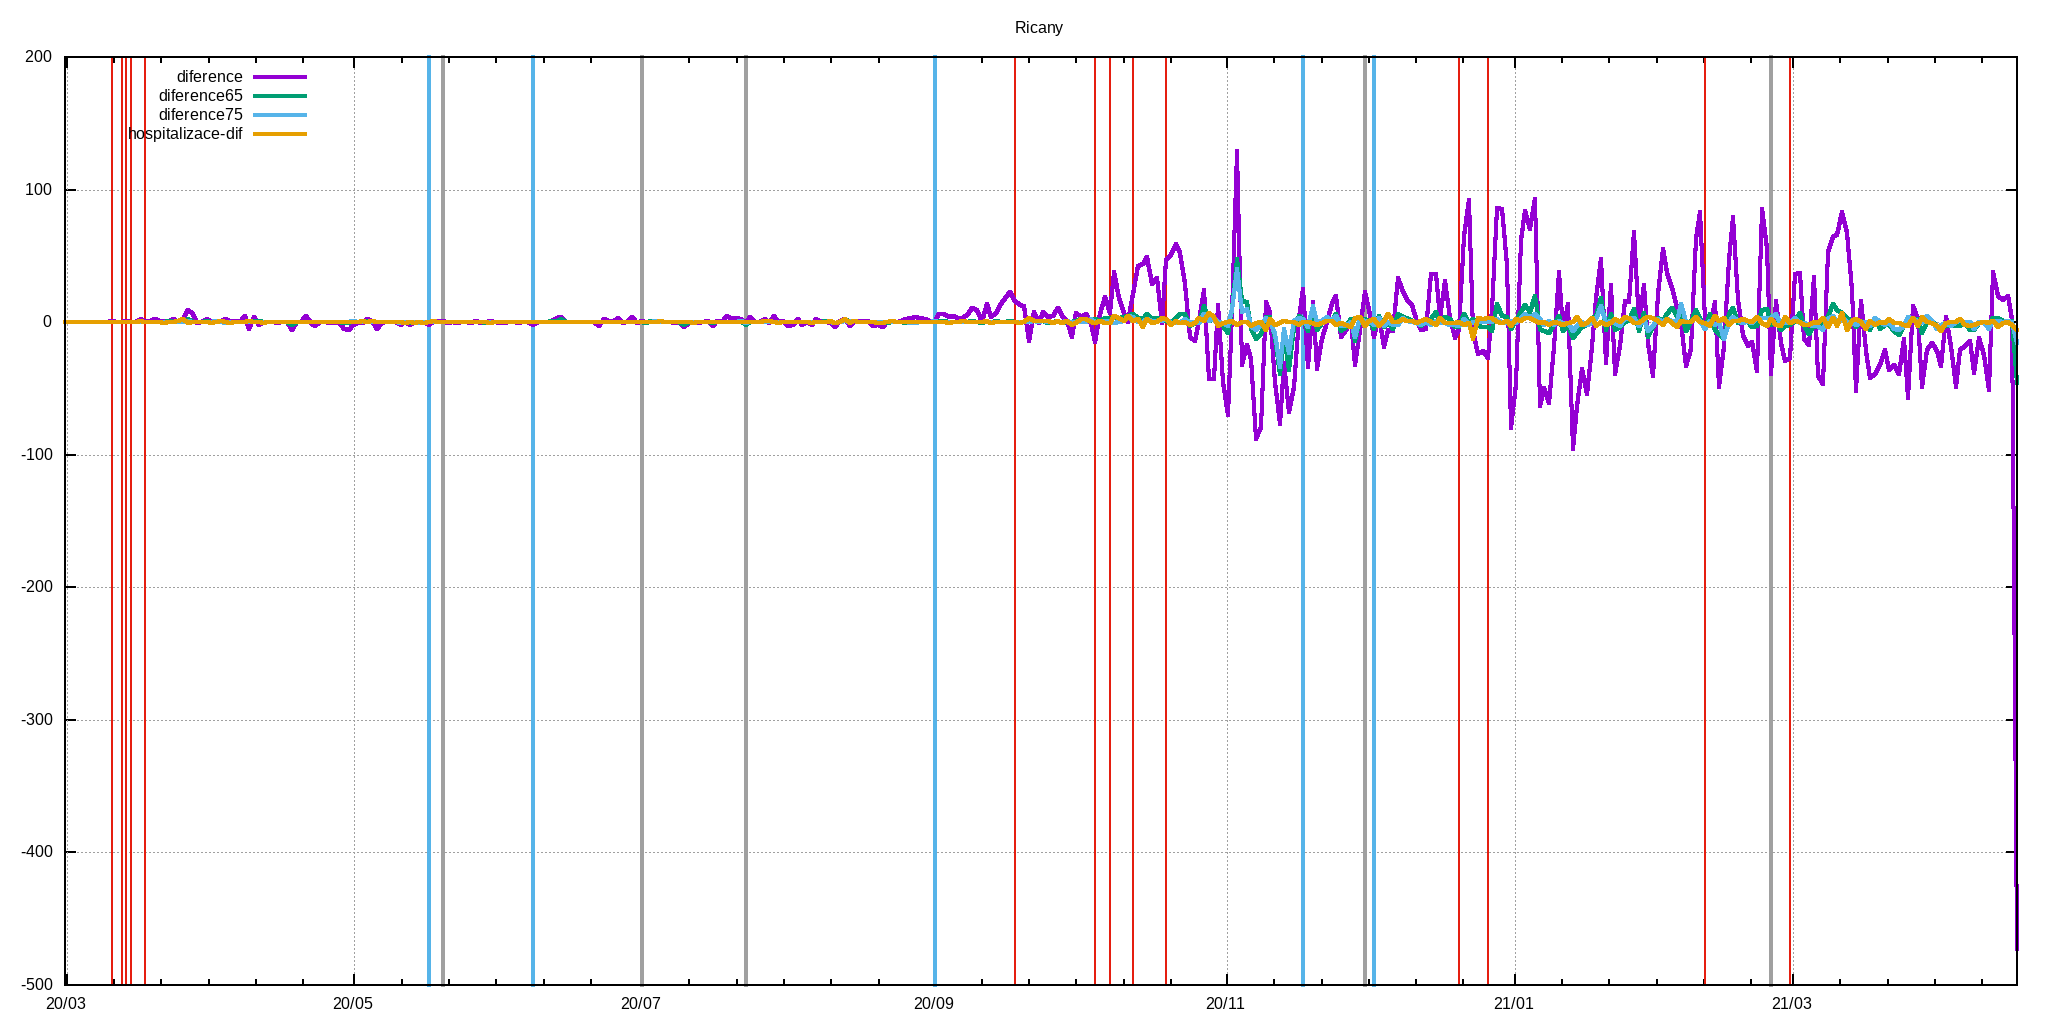 Ricany
200
diference
diference65
diference75
hospitalizace-dif
100
0
-100
-200
-300
-400
-500
20/03 20/05 20/07 20/09 20/11 21/01 21/03